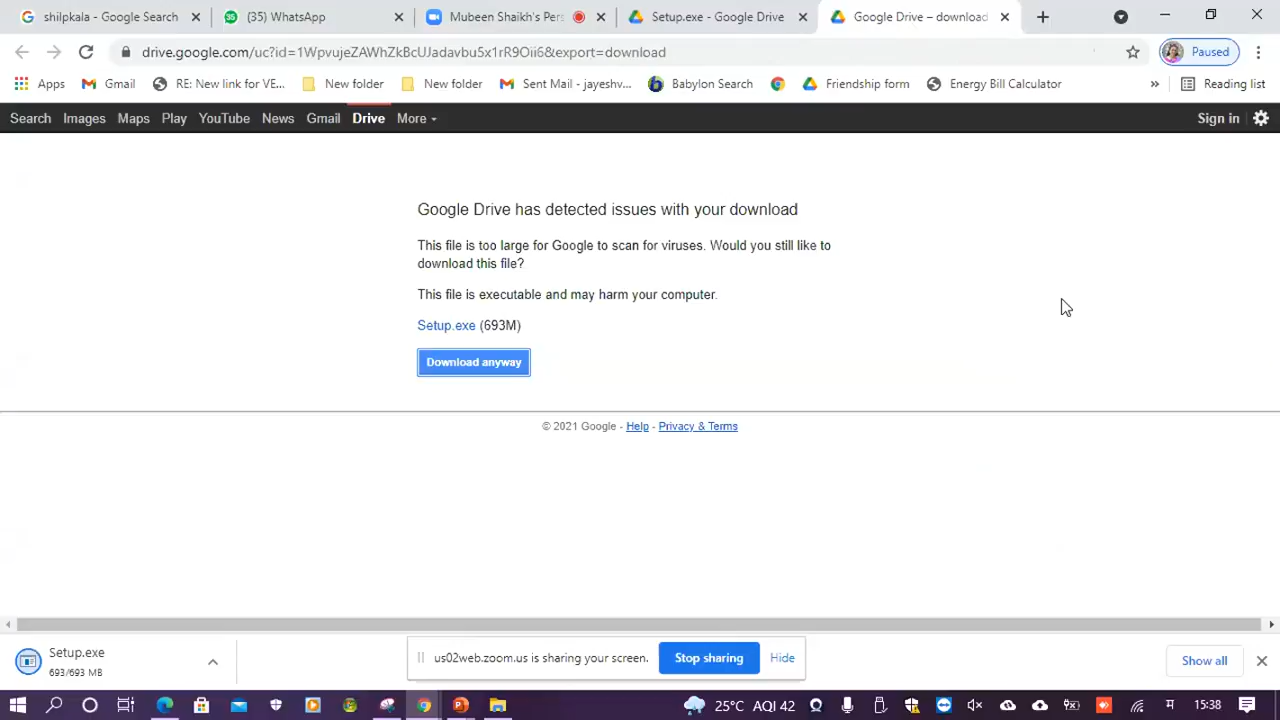 shilpkala - Google Search
(35) WhatsApp
Mubeen Shaikh's Pers
Setup.exe - Google Drive
Google Drive – download
drive.google.com/uc?id=1WpvujeZAWhZkBcUJadavbu5x1rR9Oii6&export=download
Paused
Apps
Gmail
RE: New link for VE...
New folder
New folder
Sent Mail - jayeshv...
Babylon Search
Friendship form
Energy Bill Calculator
»
Reading list
Search Images Maps Play YouTube News Gmail Drive More
Sign in
Google Drive has detected issues with your download
This file is too large for Google to scan for viruses. Would you still like to
download this file?
This file is executable and may harm your computer.
Setup.exe (693M)
Download anyway
© 2021 Google - Help - Privacy & Terms
Setup.exe
693/693 MB
us02web.zoom.us is sharing your screen.
Stop sharing
Hide
Show all
25°C AQI 42
म
15:38